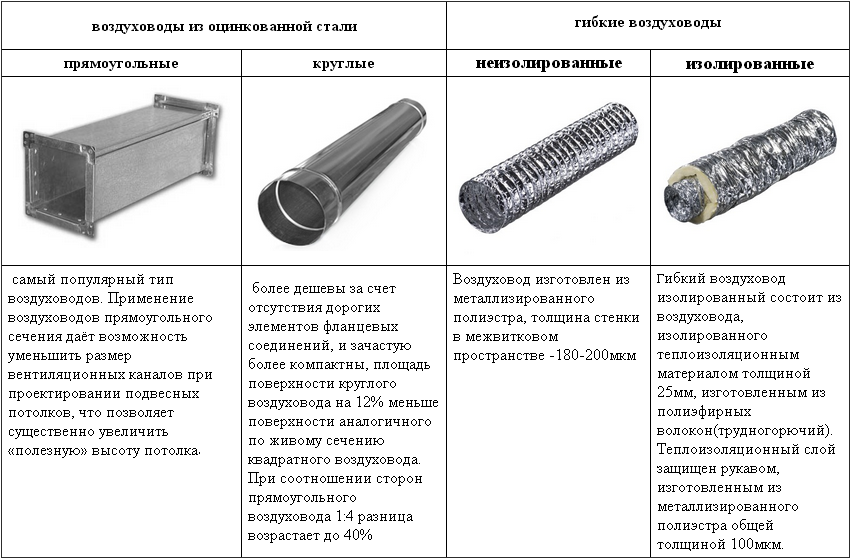 воздуховоды из оцинкованной стали
гибкие воздуховоды
прямоугольные
круглые
неизолированные
изолированные
самый популярный тип
воздуховодов. Применение
воздуховодов прямоугольного
сечения даёт возможность
уменьшить размер
вентиляционных каналов при
проектировании подвесных
потолков, что позволяет
существенно увеличить
«полезную» высоту потолка.
более дешевы за счет
отсутствия дорогих
элементов фланцевых
соединений, и зачастую
более компактны, площадь
поверхности круглого
воздуховода на 12% меньше
поверхности аналогичного
по живому сечению
квадратного воздуховода.
При соотношении сторон
прямоугольного
воздуховода 1:4 разница
возрастает до 40%
Воздуховод изготовлен из
металлизированного
полиэстра, толщина стенки
в межвитковом
пространстве -180-200мкм
Гибкий воздуховод
изолированный состоит из
воздуховода,
изолированного
теплоизоляционным
материалом толщиной
25мм, изготовленным из
полиэфирных
волокон(трудногорючий).
Теплоизоляционный слой
защищен рукавом,
изготовленным из
металлизированного
полиэстра общей
толщиной 100мкм.